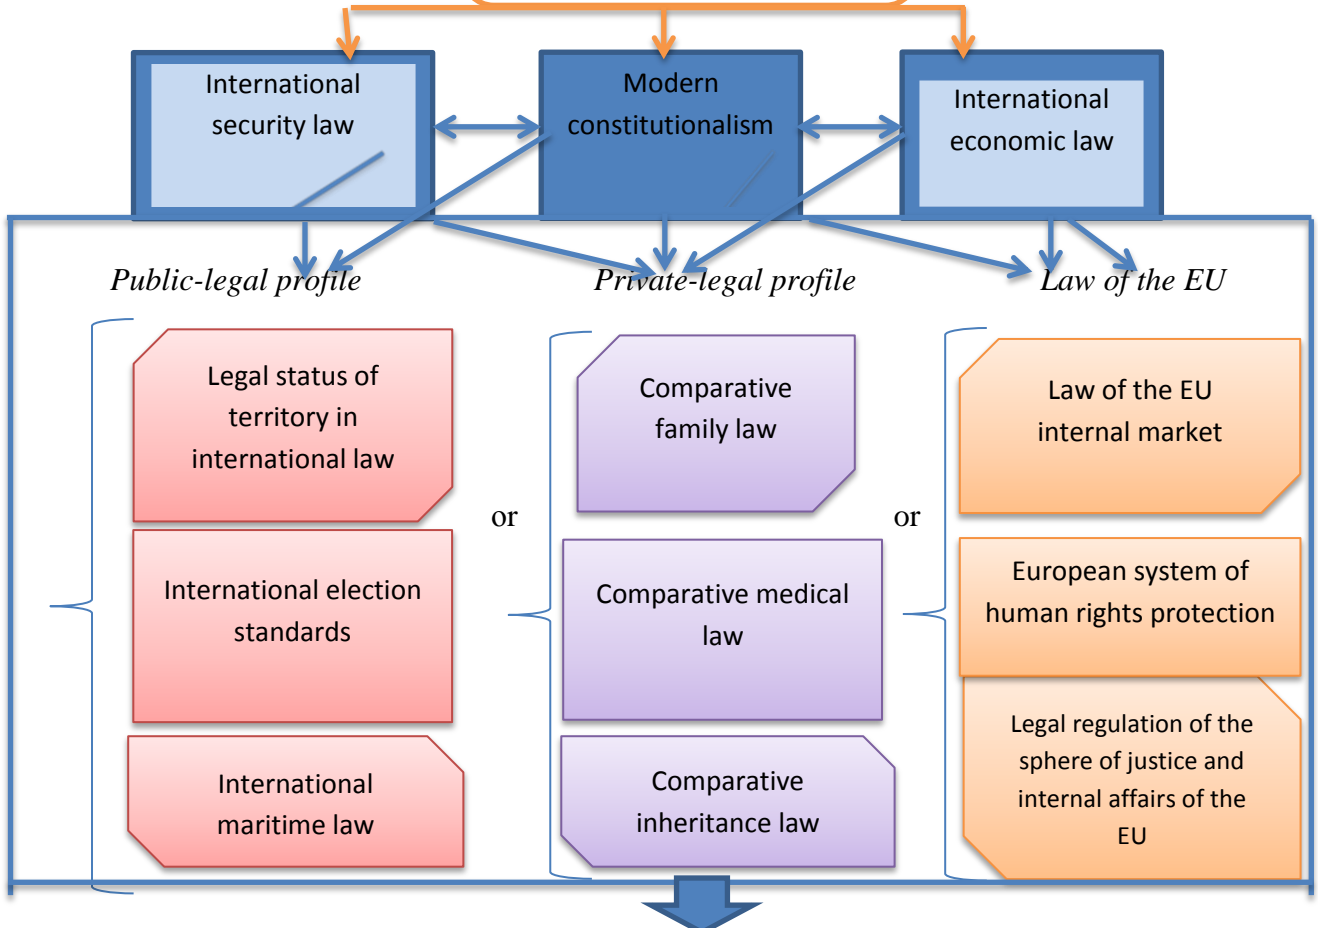 International
security law
Modern
constitutionalism
International
economic law
Public-legal profile
Private-legal profile
Law of the EU
Legal status of
territory in
international law
International election
standards
International
maritime law
or
Comparative
family law
Comparative medical
law
Comparative
inheritance law
or
Law of the EU
internal market
European system of
human rights protection
Legal regulation of the
sphere of justice and
internal affairs of the
EU